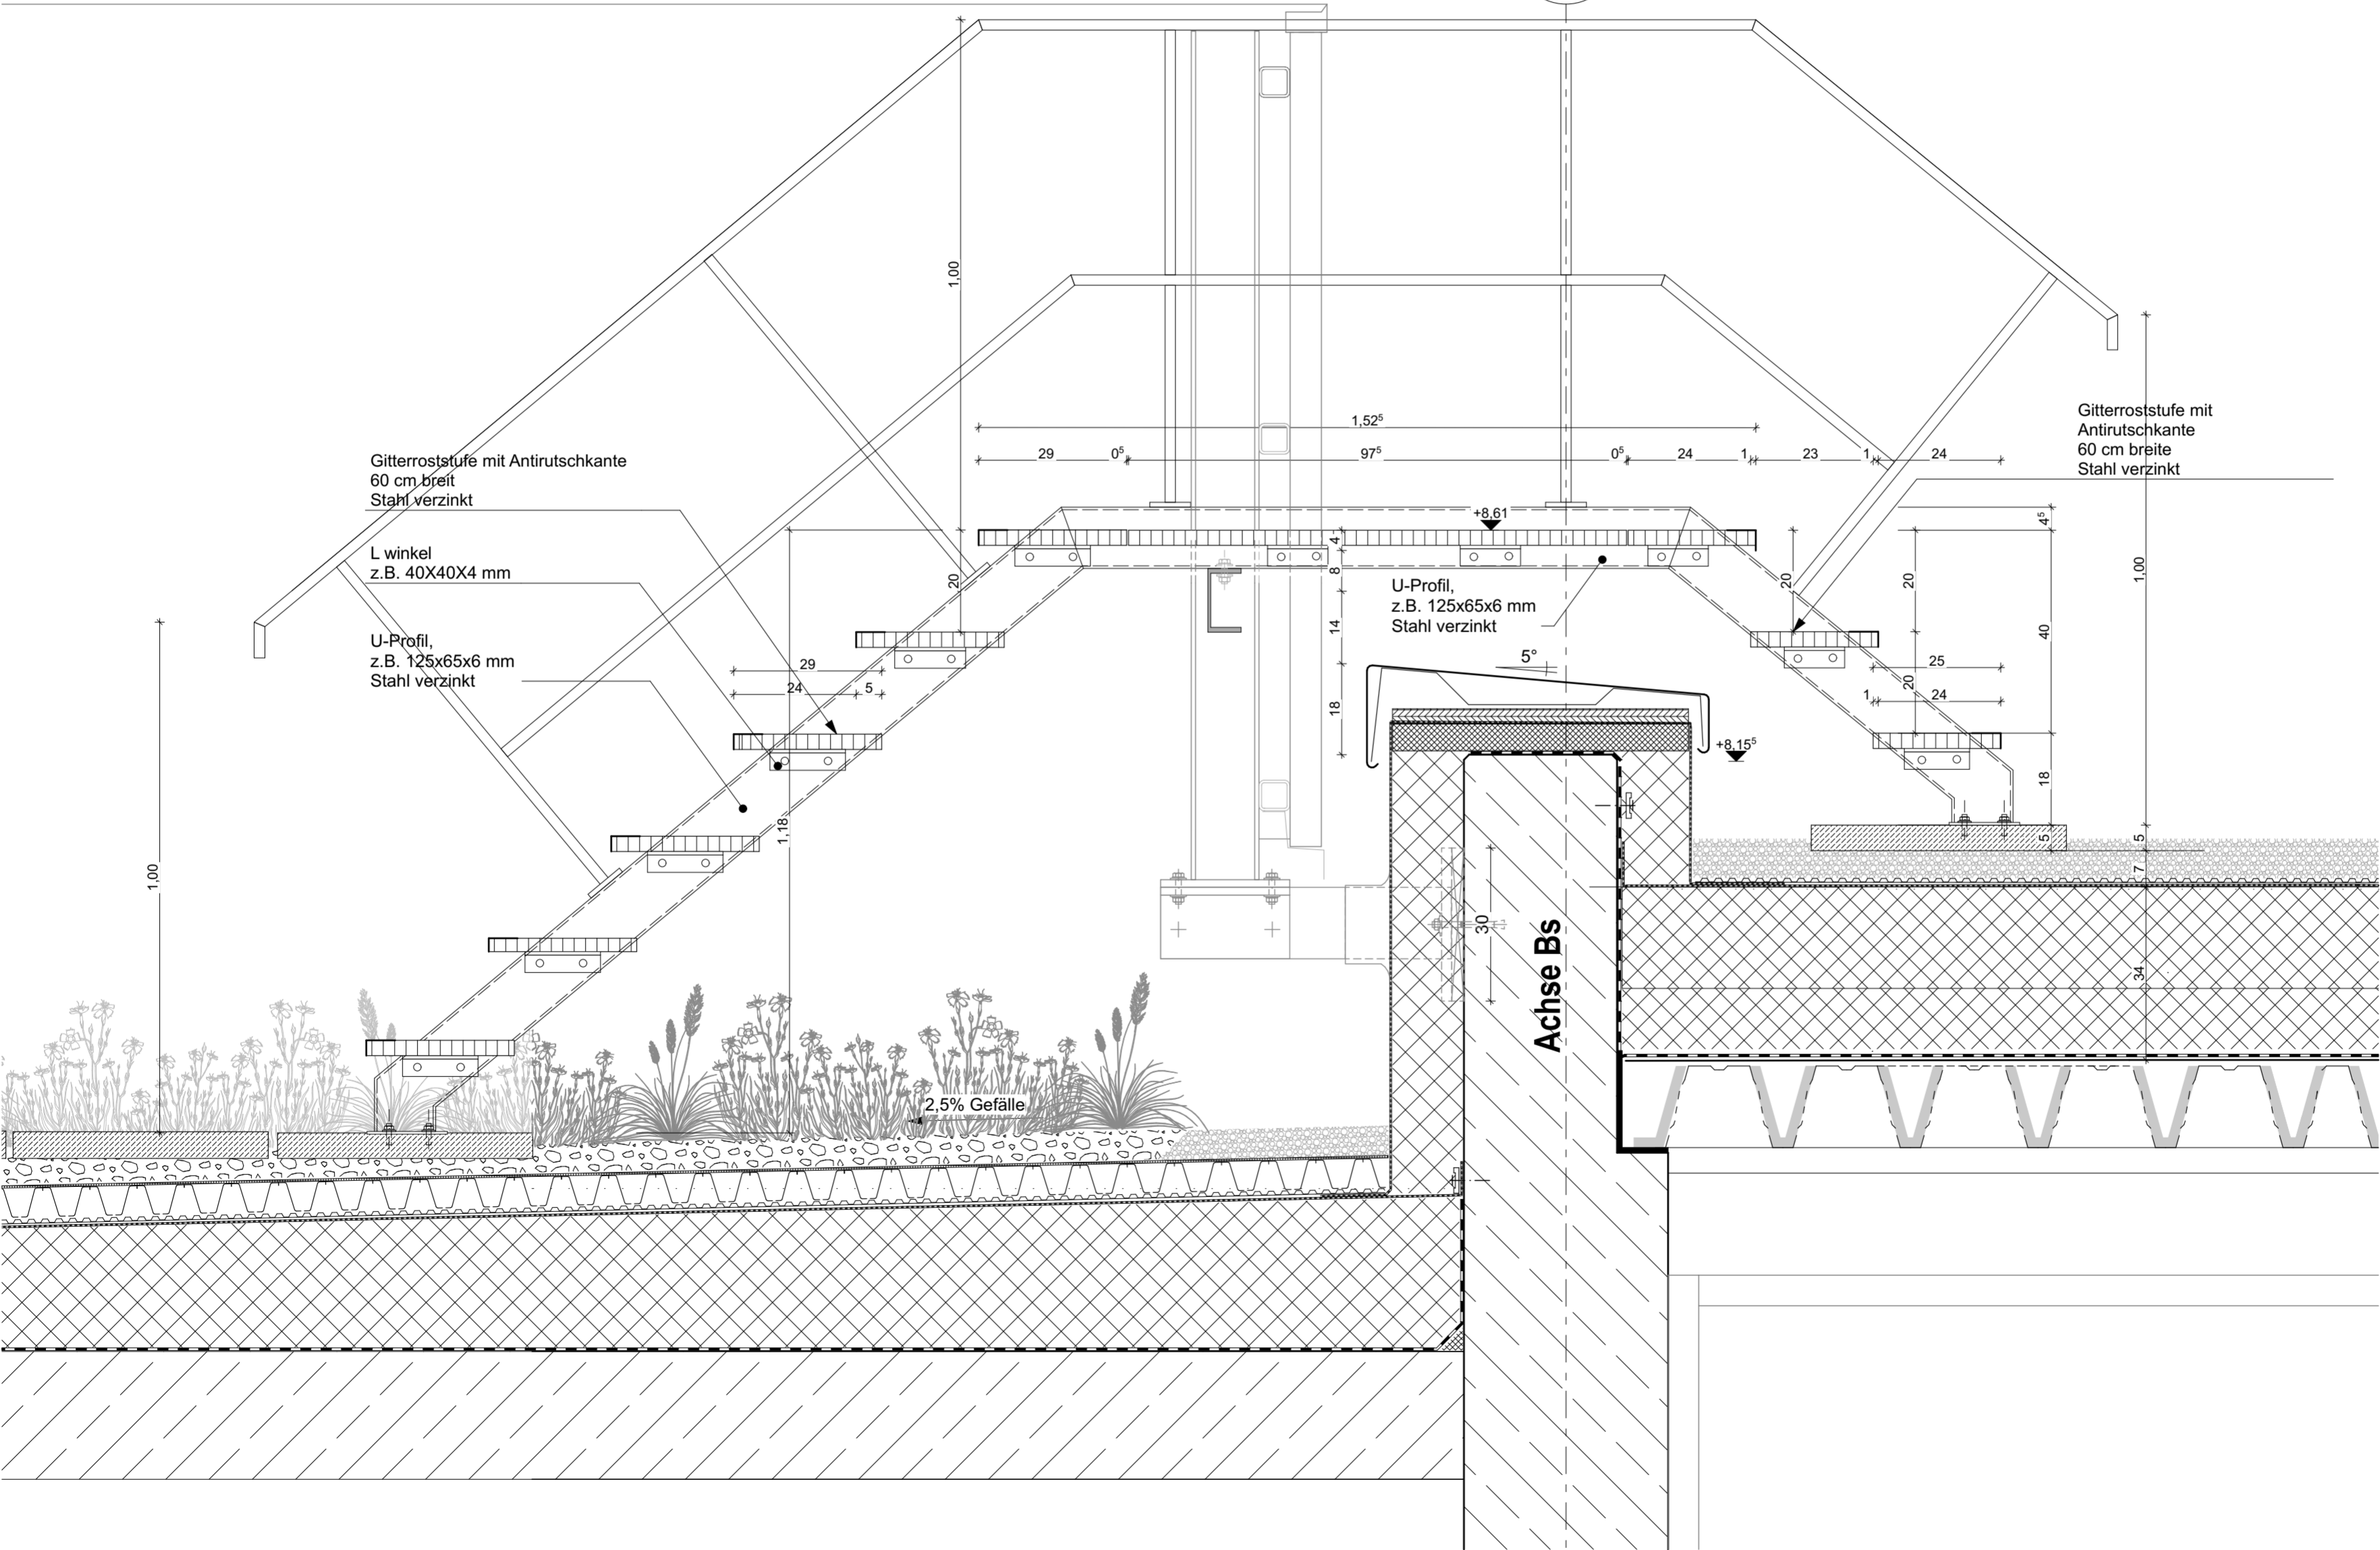 1,00
1,52⁵
29 0⁵ 97⁵ 0⁵ 24 1 23 1 24
Gitterroststufe mit
Antirutschkante
60 cm breite
Stahl verzinkt
Gitterroststufe mit Antirutschkante
60 cm breit
Stahl verzinkt
L winkel
z.B. 40X40X4 mm
U-Profil,
z.B. 125x65x6 mm
Stahl verzinkt
+8,61
4⁵
4
8
14
18
20
20
20
20
40
1,00
U-Profil,
z.B. 125x65x6 mm
Stahl verzinkt
5°
29
24 5
25
1 24
+8,15⁵
18
5
5
7
34
1,18
1,00
30
Achse Bs
2,5% Gefälle